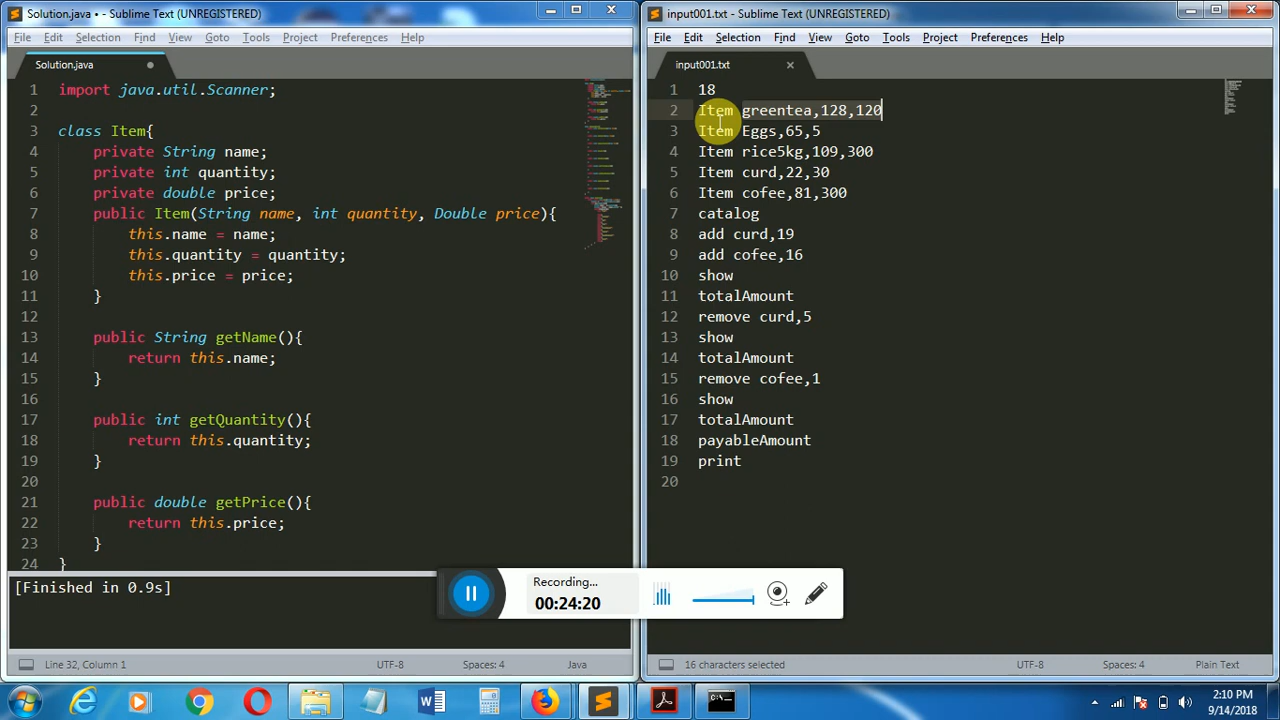 Solution.java - Sublime Text (UNREGISTERED)
File Edit Selection Find View Goto Tools Project Preferences Help
Solution.java
1 import java.util.Scanner;
2
3 class Item{
4 private String name;
5 private int quantity;
6 private double price;
7 public Item(String name, int quantity, Double price){
8 this.name = name;
9 this.quantity = quantity;
10 this.price = price;
11 }
12
13 public String getName(){
14 return this.name;
15 }
16
17 public int getQuantity(){
18 return this.quantity;
19 }
20
21 public double getPrice(){
22 return this.price;
23 }
24 }
[Finished in 0.9s]
Line 32, Column 1 UTF-8 Spaces: 4 Java
input001.txt - Sublime Text (UNREGISTERED)
File Edit Selection Find View Goto Tools Project Preferences Help
input001.txt
1 18
2 Item greentea,128,120
3 Item Eggs,65,5
4 Item rice5kg,109,300
5 Item curd,22,30
6 Item cofee,81,300
7 catalog
8 add curd,19
9 add cofee,16
10 show
11 totalAmount
12 remove curd,5
13 show
14 totalAmount
15 remove cofee,1
16 show
17 totalAmount
18 payableAmount
19 print
20
16 characters selected UTF-8 Spaces: 4 Plain Text
Recording...
00:24:20
2:10 PM
9/14/2018